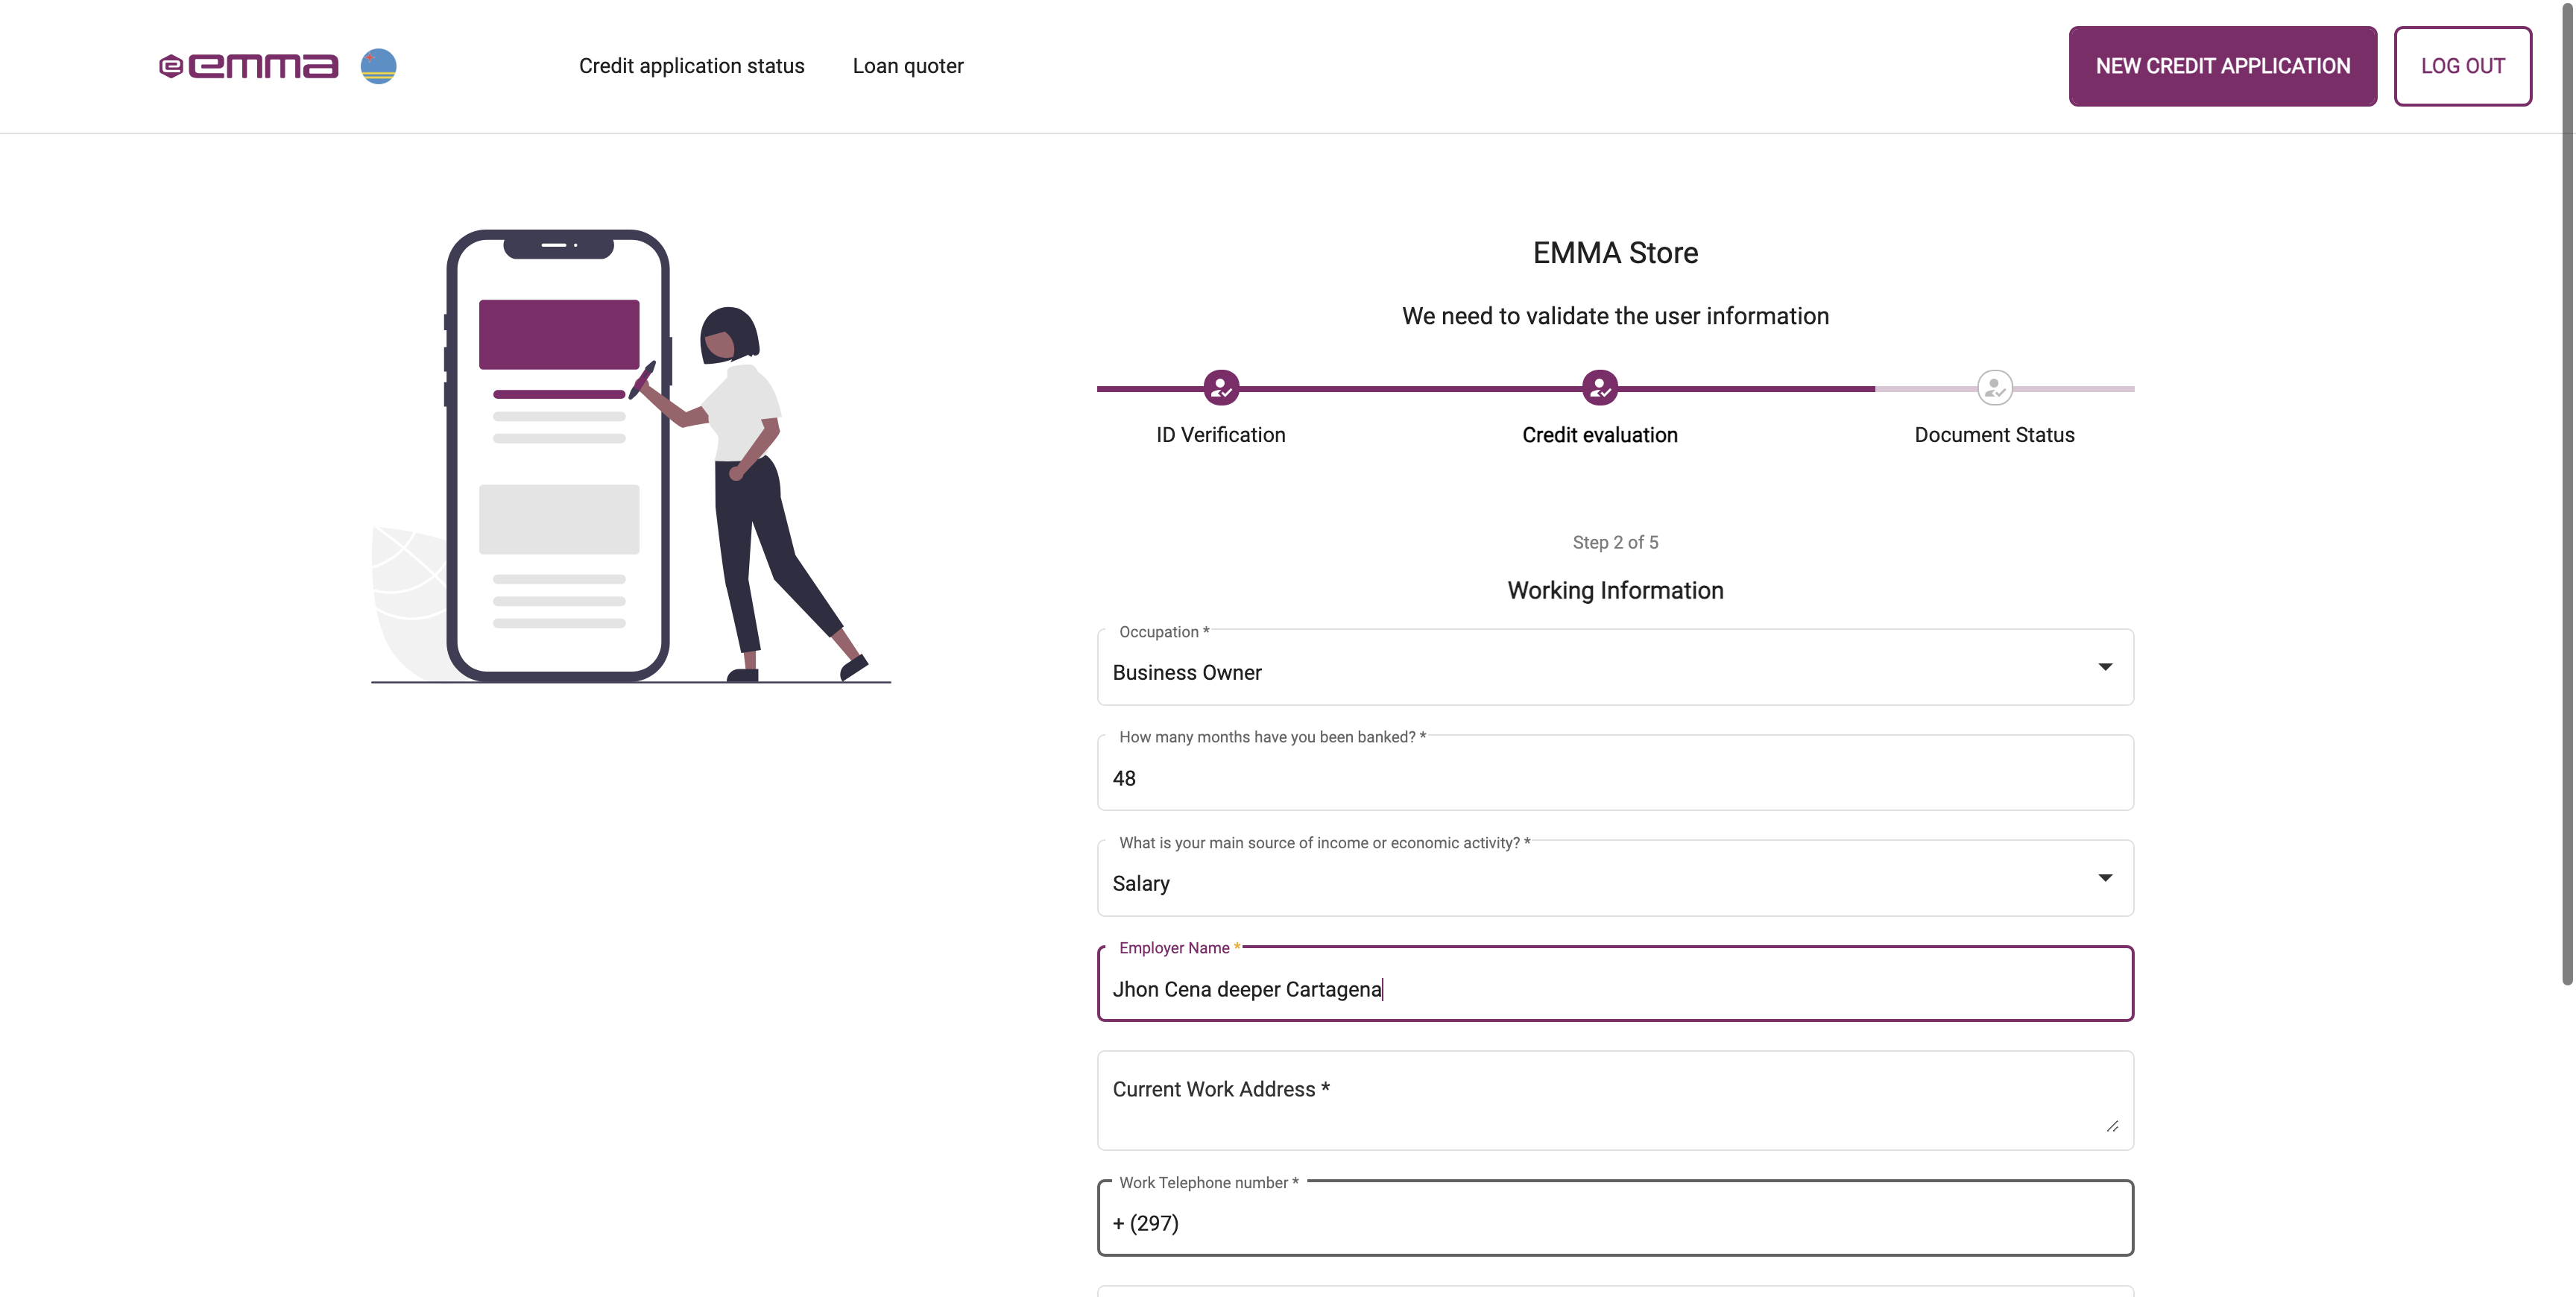 emma
Credit application status
Loan quoter
NEW CREDIT APPLICATION
LOG OUT
EMMA Store
We need to validate the user information
ID Verification
Credit evaluation
Document Status
Step 2 of 5
Working Information
Occupation *
Business Owner
How many months have you been banked? *
48
What is your main source of income or economic activity? *
Salary
Employer Name *
Jhon Cena deeper Cartagena
Current Work Address *
Work Telephone number *
+ (297)